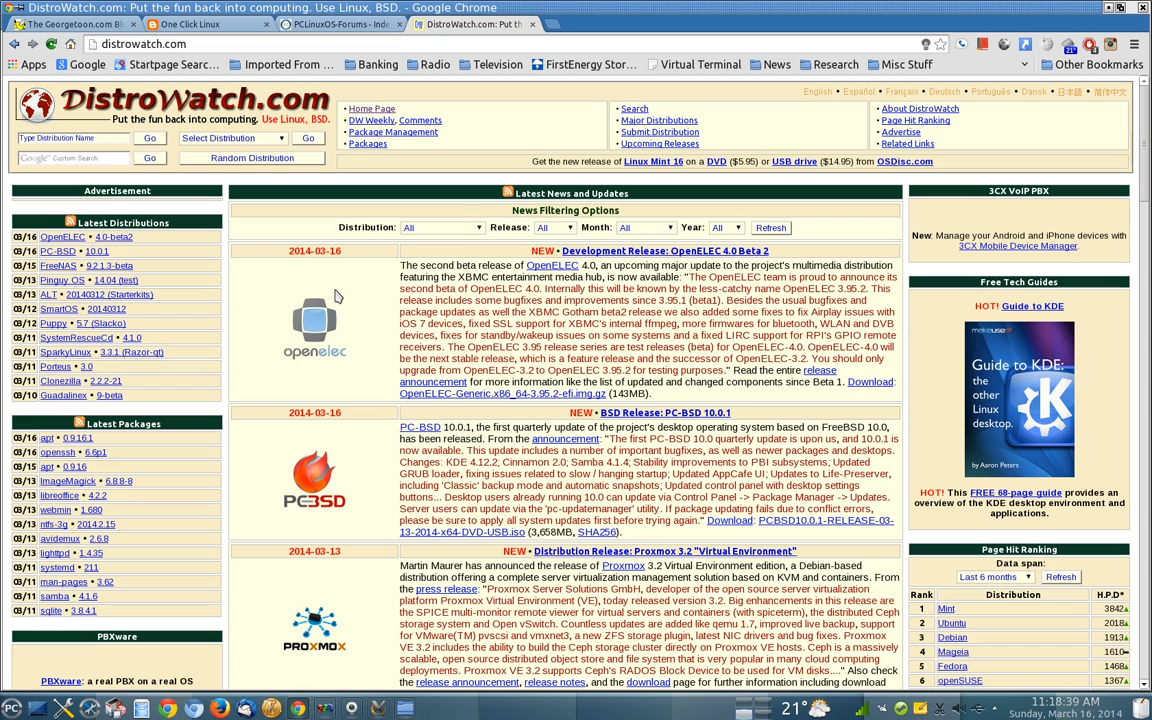 DistroWatch.com: Put the fun back into computing. Use Linux, BSD. - Google Chrome
The Georgetoon.com Bl
One Click Linux
PCLinuxOS-Forums - Inde
DistroWatch.com: Put th
distrowatch.com
Apps
Google
Startpage Searc...
Imported From ...
Banking
Radio
Television
FirstEnergy Stor...
Virtual Terminal
News
Research
Misc Stuff
Other Bookmarks
DistroWatch.com
Put the fun back into computing. Use Linux, BSD.
English • Español • Français • Deutsch • Português • Dansk • 日本語 • 简体中文
Type Distribution Name
Go
Select Distribution
Go
Google Custom Search
Go
Random Distribution
• Home Page
• DW Weekly, Comments
• Package Management
• Packages
• Search
• Major Distributions
• Submit Distribution
• Upcoming Releases
• About DistroWatch
• Page Hit Ranking
• Advertise
• Related Links
Get the new release of Linux Mint 16 on a DVD ($5.95) or USB drive ($14.95) from OSDisc.com
Advertisement
Latest Distributions
03/16 OpenELEC • 4.0-beta2
03/16 PC-BSD • 10.0.1
03/15 FreeNAS • 9.2.1.3-beta
03/13 Pinguy OS • 14.04 (test)
03/13 ALT • 20140312 (Starterkits)
03/12 SmartOS • 20140312
03/12 Puppy • 5.7 (Slacko)
03/11 SystemRescueCd • 4.1.0
03/11 SparkyLinux • 3.3.1 (Razor-qt)
03/11 Porteus • 3.0
03/11 Clonezilla • 2.2.2-21
03/10 Guadalinex • 9-beta
Latest Packages
03/16 apt • 0.9.16.1
03/16 openssh • 6.6p1
03/15 apt • 0.9.16
03/13 ImageMagick • 6.8.8-8
03/13 libreoffice • 4.2.2
03/13 webmin • 1.680
03/13 ntfs-3g • 2014.2.15
03/13 avidemux • 2.6.8
03/13 lighttpd • 1.4.35
03/11 systemd • 211
03/11 man-pages • 3.62
03/11 samba • 4.1.6
03/11 sqlite • 3.8.4.1
PBXware
PBXware: a real PBX on a real OS
Latest News and Updates
News Filtering Options
Distribution: All Release: All Month: All Year: All Refresh
2014-03-16
NEW • Development Release: OpenELEC 4.0 Beta 2
openelec
The second beta release of OpenELEC 4.0, an upcoming major update to the project's multimedia distribution
featuring the XBMC entertainment media hub, is now available: "The OpenELEC team is proud to announce its
second beta of OpenELEC 4.0. Internally this will be known by the less-catchy name OpenELEC 3.95.2. This
release includes some bugfixes and improvements since 3.95.1 (beta1). Besides the usual bugfixes and
package updates as well the XBMC Gotham beta2 release we also added some fixes to fix Airplay issues with
iOS 7 devices, fixed SSL support for XBMC's internal ffmpeg, more firmwares for bluetooth, WLAN and DVB
devices, fixes for standby/wakeup issues on some systems and a fixed LIRC support for RPI's GPIO remote
receivers. The OpenELEC 3.95 release series are test releases (beta) for OpenELEC-4.0. OpenELEC-4.0 will
be the next stable release, which is a feature release and the successor of OpenELEC-3.2. You should only
upgrade from OpenELEC-3.2 to OpenELEC 3.95.2 for testing purposes." Read the entire release
announcement for more information like the list of updated and changed components since Beta 1. Download:
OpenELEC-Generic.x86_64-3.95.2-efi.img.gz (143MB).
2014-03-16
NEW • BSD Release: PC-BSD 10.0.1
PCBSD
PC-BSD 10.0.1, the first quarterly update of the project's desktop operating system based on FreeBSD 10.0,
has been released. From the announcement: "The first PC-BSD 10.0 quarterly update is upon us, and 10.0.1 is
now available. This update includes a number of important bugfixes, as well as newer packages and desktops.
Changes: KDE 4.12.2; Cinnamon 2.0; Samba 4.1.4; Stability improvements to PBI subsystems; Updated
GRUB loader, fixing issues related to slow / hanging startup; Updated AppCafe UI; Updates to Life-Preserver,
including 'Classic' backup mode and automatic snapshots; Updated control panel with desktop settings
buttons... Desktop users already running 10.0 can update via Control Panel -> Package Manager -> Updates.
Server users can update via the 'pc-updatemanager' utility. If package updating fails due to conflict errors,
please be sure to apply all system updates first before trying again." Download: PCBSD10.0.1-RELEASE-03-
13-2014-x64-DVD-USB.iso (3,658MB, SHA256).
2014-03-13
NEW • Distribution Release: Proxmox 3.2 "Virtual Environment"
PROXMOX
Martin Maurer has announced the release of Proxmox 3.2 Virtual Environment edition, a Debian-based
distribution offering a complete server virtualization management solution based on KVM and containers. From
the press release: "Proxmox Server Solutions GmbH, developer of the open source server virtualization
platform Proxmox Virtual Environment (VE), today released version 3.2. Big enhancements in this release are
the SPICE multi-monitor remote viewer for virtual servers and containers (with spiceterm), the distributed Ceph
storage system and Open vSwitch. Countless updates are added like qemu 1.7, improved live backup, support
for VMware(TM) pvscsi and vmxnet3, a new ZFS storage plugin, latest NIC drivers and bug fixes. Proxmox
VE 3.2 includes the ability to build the Ceph storage cluster directly on Proxmox VE hosts. Ceph is a massively
scalable, open source distributed object store and file system that is very popular in many cloud computing
deployments. Proxmox VE 3.2 supports Ceph's RADOS Block Device to be used for VM disks...." Also check
the release announcement, release notes, and the download page for further information including download
3CX VoIP PBX
New: Manage your Android and iPhone devices with
3CX Mobile Device Manager.
Free Tech Guides
HOT! Guide to KDE
makeuseof
Guide to KDE:
the
other
Linux
desktop.
by Aaron Peters
HOT! This FREE 68-page guide provides an
overview of the KDE desktop environment and
applications.
Page Hit Ranking
Data span:
Last 6 months Refresh
Rank Distribution H.P.D*
1 Mint 3842
2 Ubuntu 2018
3 Debian 1913
4 Mageia 1610
5 Fedora 1468
6 openSUSE 1367
PC
21°
11:18:39 AM
Sunday, March 16, 2014